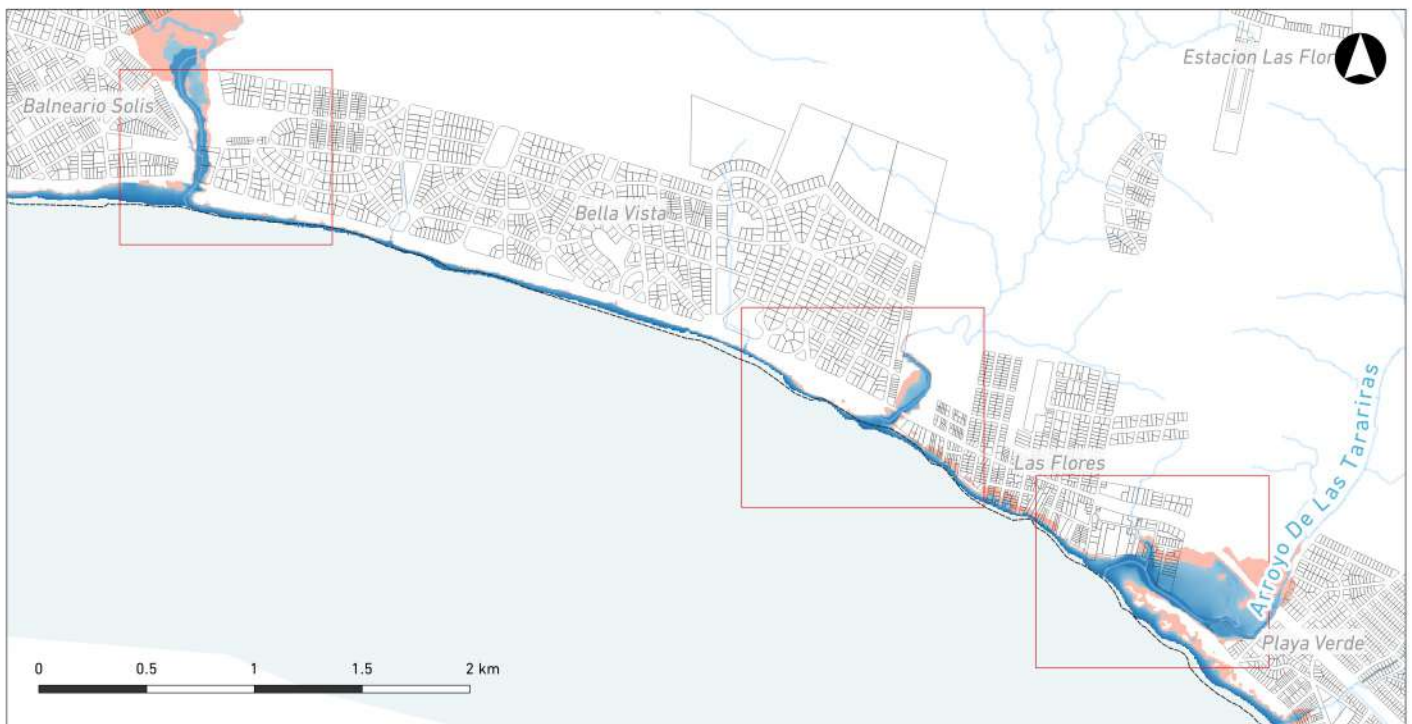 Estacion Las Flor
Balneario Solis
Bella Vista
Las Flores
Arroyo De Las Tarariras
Playa Verde
0 0.5 1 1.5 2 km